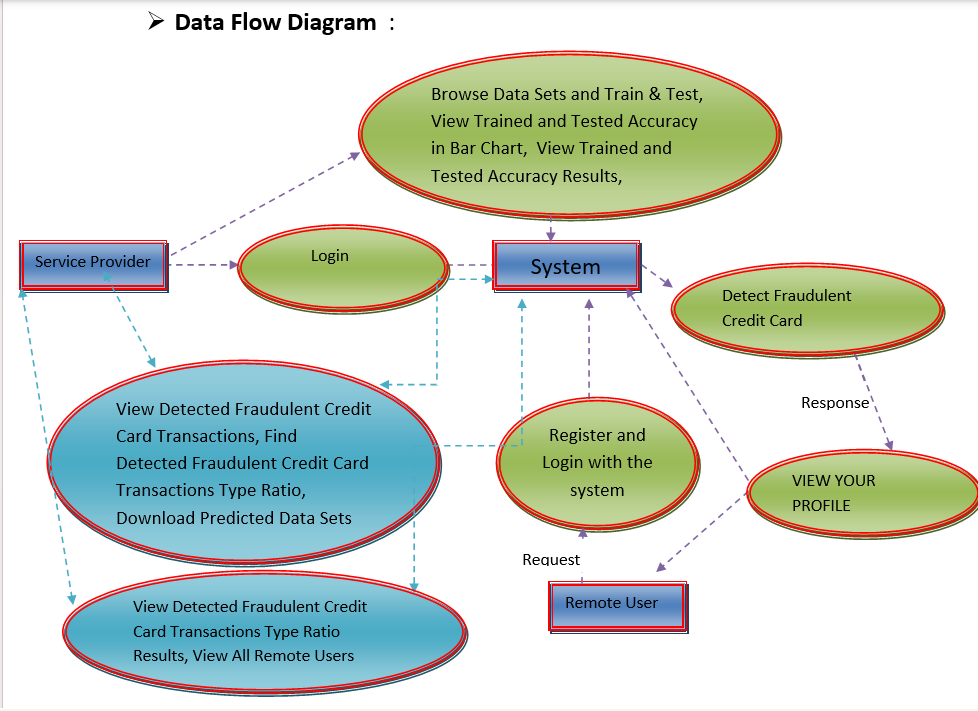 ➢ Data Flow Diagram :
Browse Data Sets and Train & Test,
View Trained and Tested Accuracy
in Bar Chart, View Trained and
Tested Accuracy Results,
Service Provider
Login
System
Detect Fraudulent
Credit Card
Response
View Detected Fraudulent Credit
Card Transactions, Find
Detected Fraudulent Credit Card
Transactions Type Ratio,
Download Predicted Data Sets
Register and
Login with the
system
VIEW YOUR
PROFILE
Request
Remote User
View Detected Fraudulent Credit
Card Transactions Type Ratio
Results, View All Remote Users